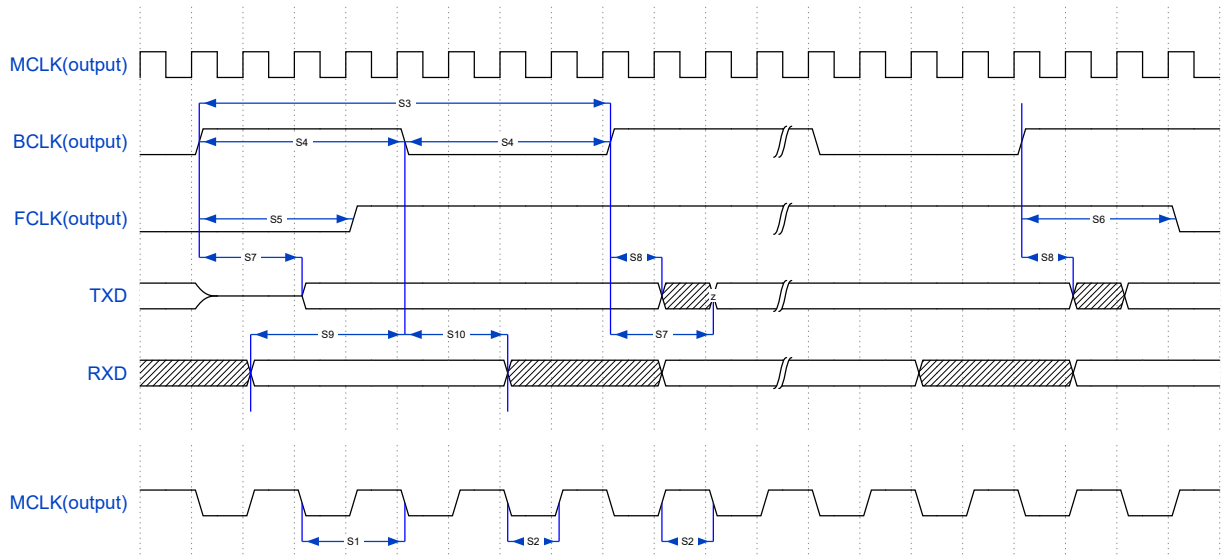 MCLK(output)
S3
BCLK(output)
S4 S4
FCLK(output)
S5 S6
S7 S8 S8
TXD
z
S9 S10 S7
RXD
MCLK(output)
S1 S2 S2